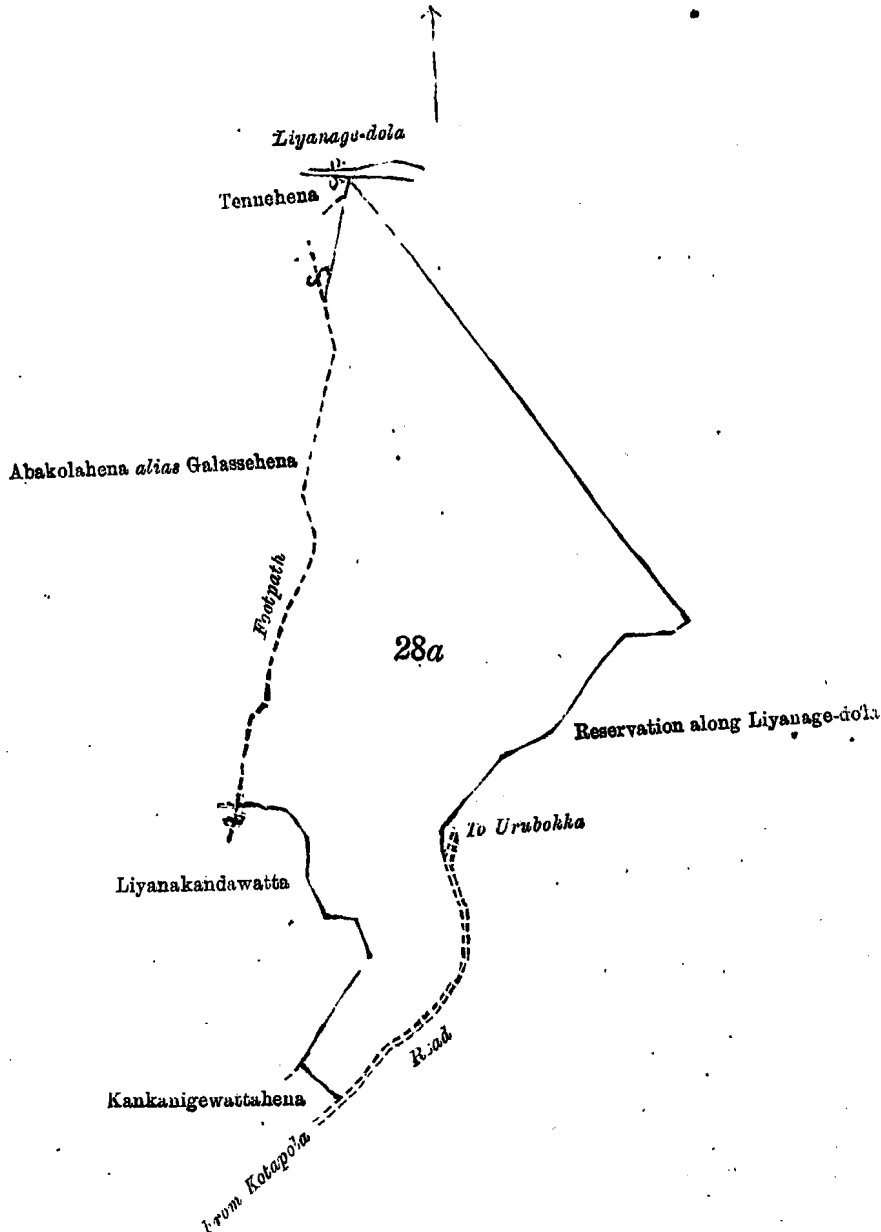 Liyanage-dola
Tennehena
Abakolahena alias Galassehena
Footpath
28a
Reservation along Liyanage-dola
To Urubokka
Liyanakandawatta
Road
Kankanigewattahena
From Kotapola